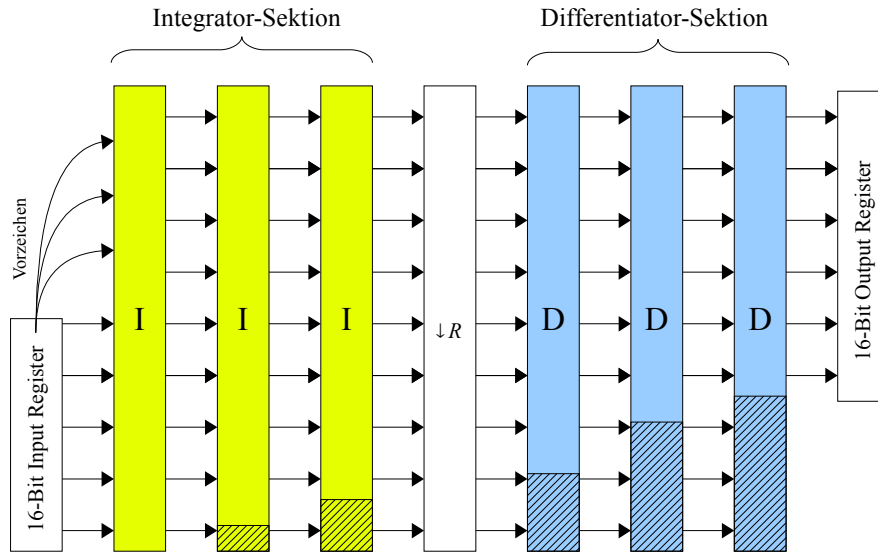 Integrator-Sektion
Differentiator-Sektion
Vorzeichen
16-Bit Input Register
I
I
I
↓R
D
D
D
16-Bit Output Register